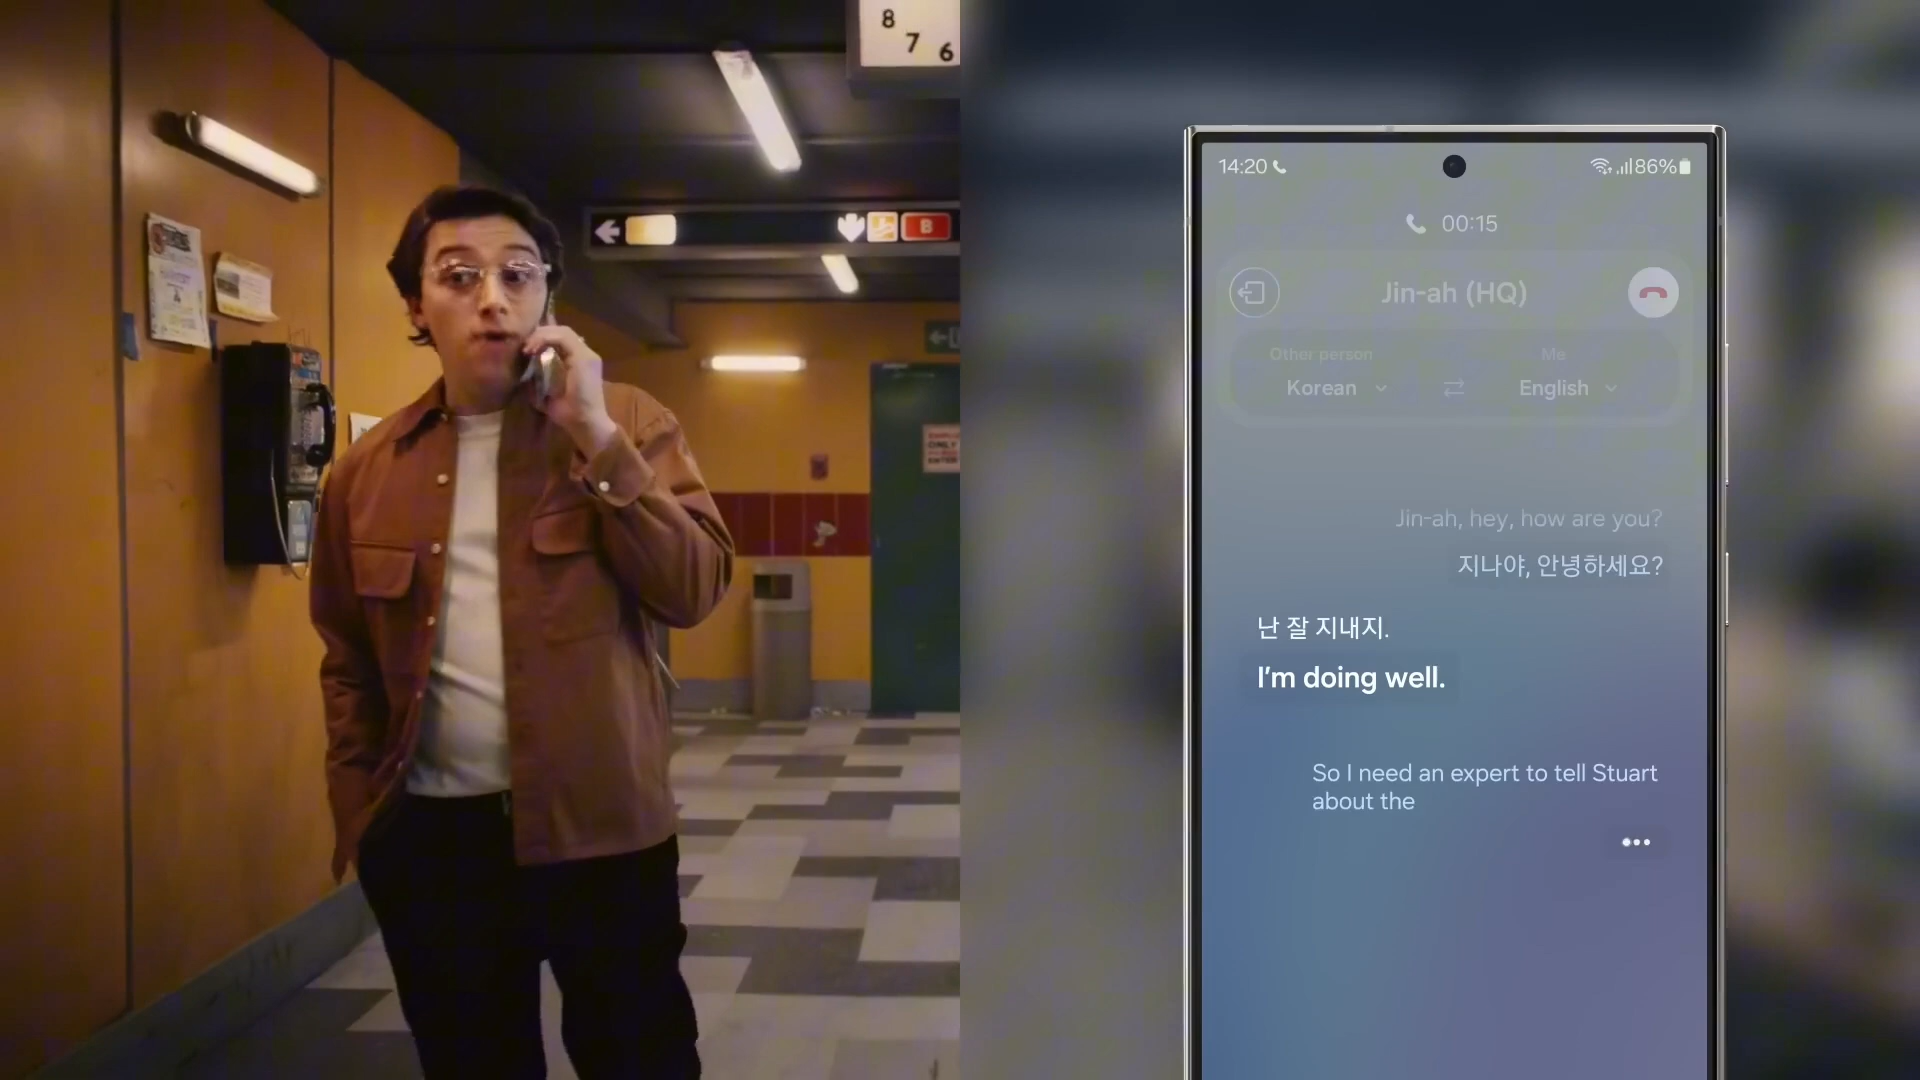 8
7
6
B
ONLY
14:20
86%
00:15
Jin-ah (HQ)
Other person
Me
Korean
English
Jin-ah, hey, how are you?
지나야, 안녕하세요?
난 잘 지내지.
I'm doing well.
So I need an expert to tell Stuart
about the